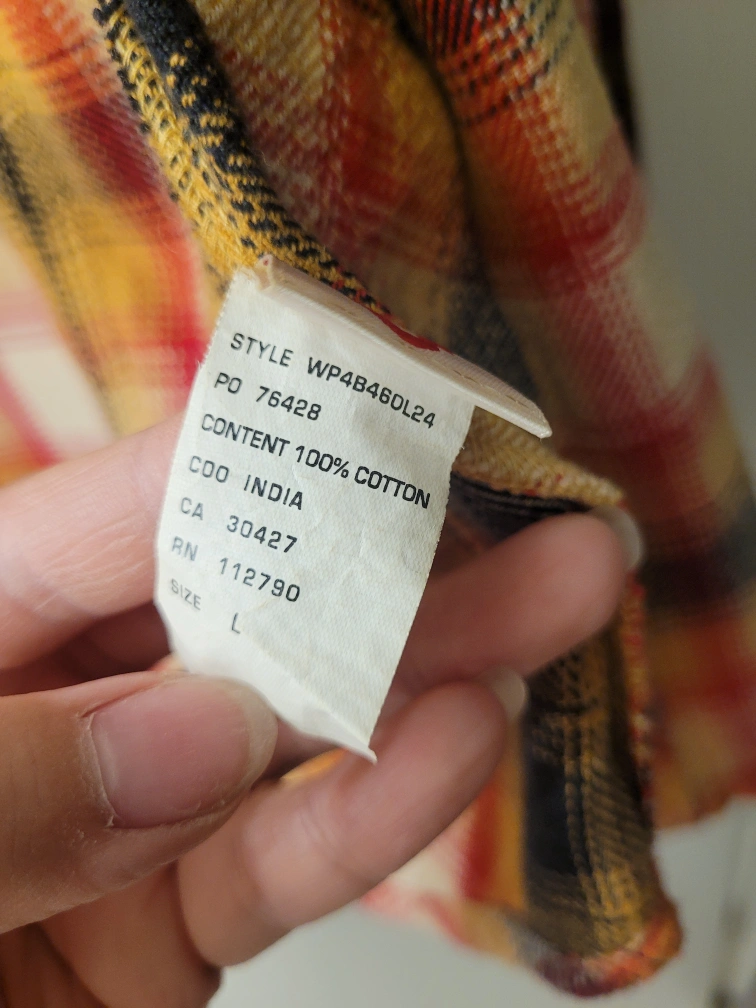 STYLE WP4B460L24
PO 76428
CONTENT 100% COTTON
COO INDIA
CA 30427
RN 112790
SIZE L